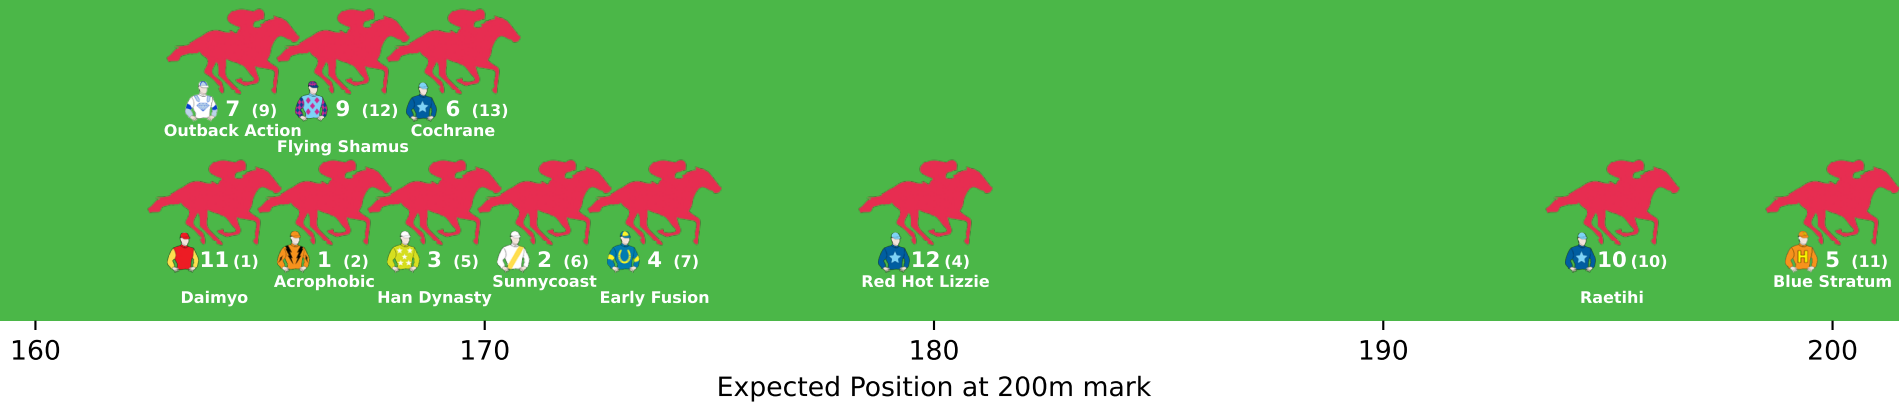 7 (9) 9 (12) 6 (13)
Outback Action Cochrane
Flying Shamus
11 (1) 1 (2) 3 (5) 2 (6) 4 (7) 12 (4) 10 (10) H 5 (11)
Acrophobic Sunnycoast Red Hot Lizzie Blue Stratum
Daimyo Han Dynasty Early Fusion Raetihi
160 170 180 190 200
Expected Position at 200m mark